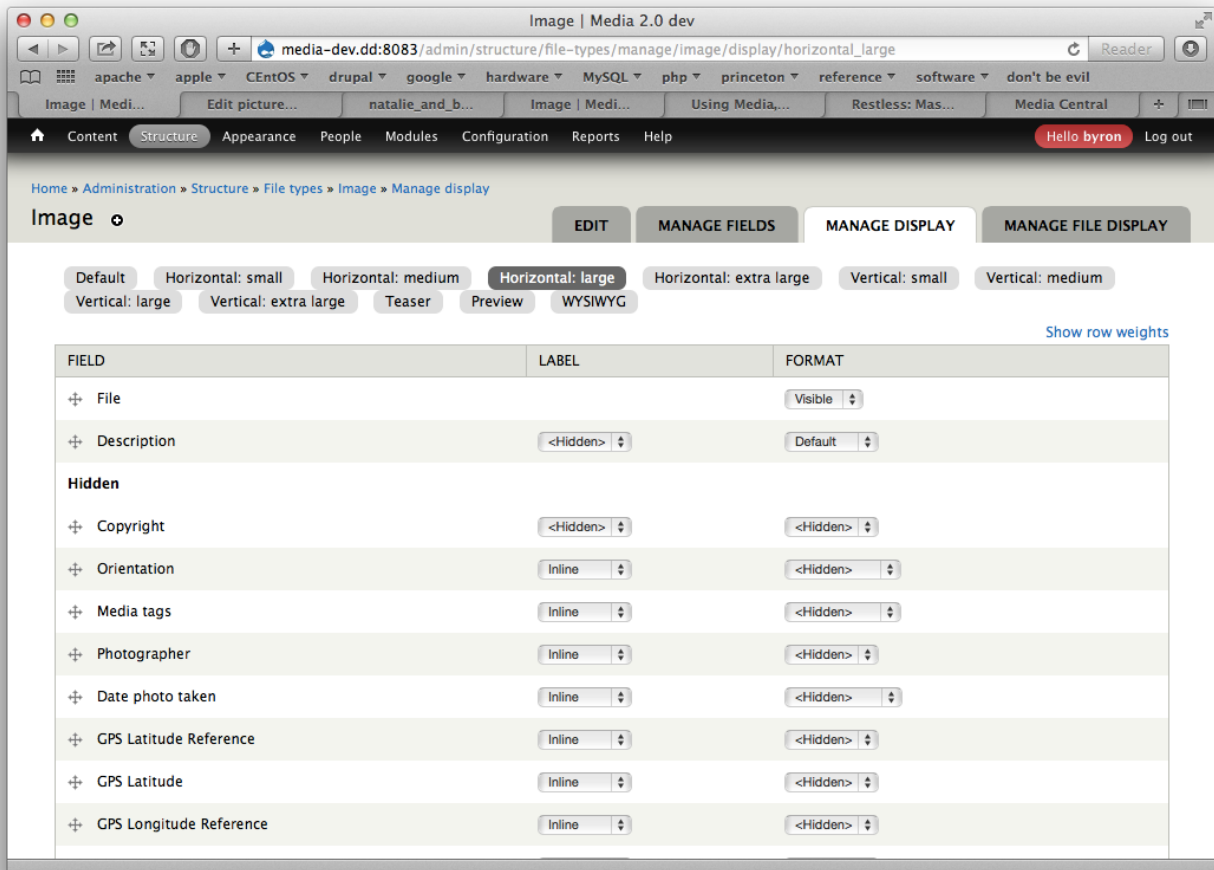 Image | Media 2.0 dev
media-dev.dd:8083/admin/structure/file-types/manage/image/display/horizontal_large Reader
apache apple CEntOS drupal google hardware MySQL php princeton reference software don't be evil
Image | Medi... Edit picture... natalie_and_b... Image | Medi... Using Media,... Restless: Mas... Media Central
Content Structure Appearance People Modules Configuration Reports Help Hello byron Log out
Home » Administration » Structure » File types » Image » Manage display
Image EDIT MANAGE FIELDS MANAGE DISPLAY MANAGE FILE DISPLAY
Default Horizontal: small Horizontal: medium Horizontal: large Horizontal: extra large Vertical: small Vertical: medium
Vertical: large Vertical: extra large Teaser Preview WYSIWYG
Show row weights
FIELD LABEL FORMAT
File Visible
Description <Hidden> Default
Hidden
Copyright <Hidden> <Hidden>
Orientation Inline <Hidden>
Media tags Inline <Hidden>
Photographer Inline <Hidden>
Date photo taken Inline <Hidden>
GPS Latitude Reference Inline <Hidden>
GPS Latitude Inline <Hidden>
GPS Longitude Reference Inline <Hidden>